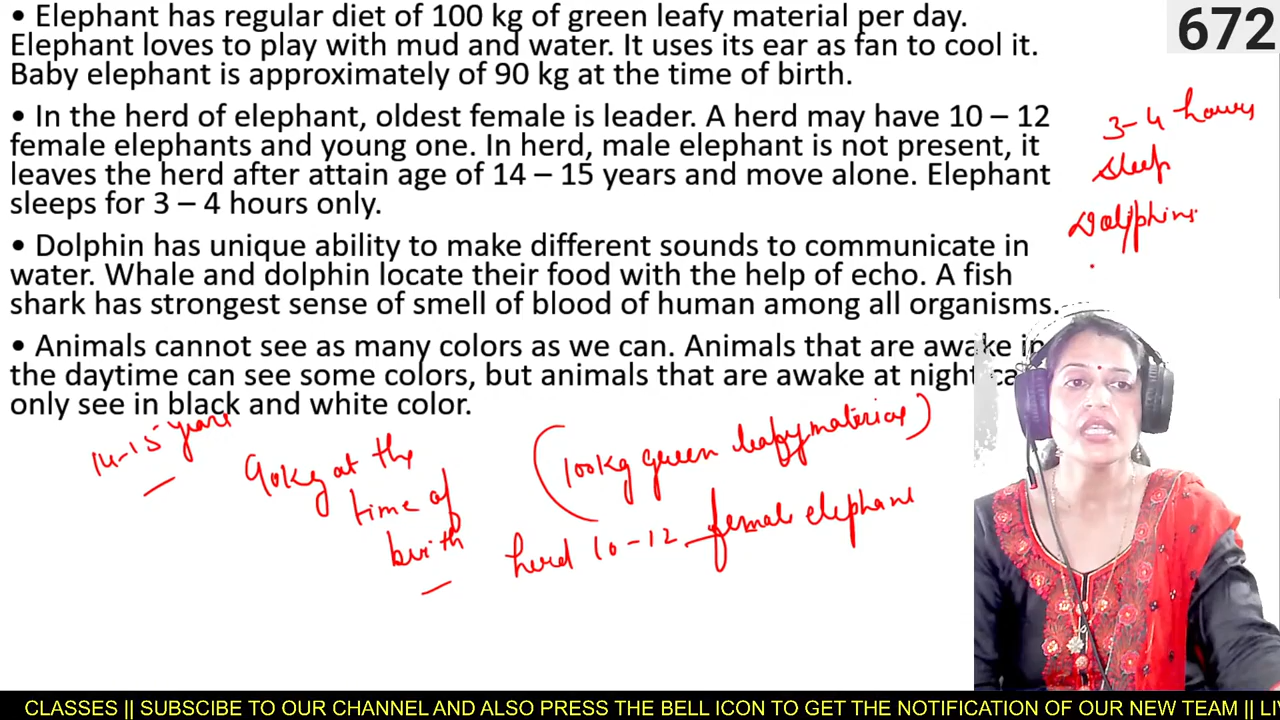 • Elephant has regular diet of 100 kg of green leafy material per day.
Elephant loves to play with mud and water. It uses its ear as fan to cool it.
Baby elephant is approximately of 90 kg at the time of birth.
• In the herd of elephant, oldest female is leader. A herd may have 10 – 12
female elephants and young one. In herd, male elephant is not present, it
leaves the herd after attain age of 14 – 15 years and move alone. Elephant
sleeps for 3 – 4 hours only.
• Dolphin has unique ability to make different sounds to communicate in
water. Whale and dolphin locate their food with the help of echo. A fish
shark has strongest sense of smell of blood of human among all organisms.
• Animals cannot see as many colors as we can. Animals that are awake in
the daytime can see some colors, but animals that are awake at night
only see in black and white color.
672
3-4 hours
sleep
Dolphins
14-15 years
90kg at the
time of
birth
(100kg green leafy material)
herd 10-12 female elephant
CLASSES || SUBSCIBE TO OUR CHANNEL AND ALSO PRESS THE BELL ICON TO GET THE NOTIFICATION OF OUR NEW TEAM || LI